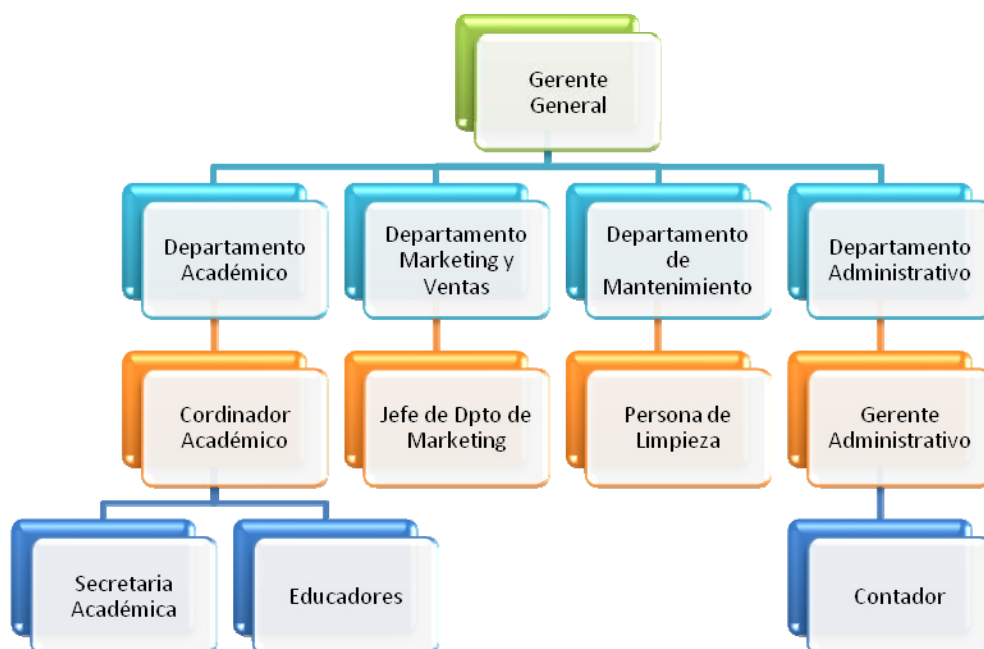 Gerente
General
Departamento
Académico
Departamento
Marketing y
Ventas
Departamento
de
Mantenimiento
Departamento
Administrativo
Cordinador
Académico
Jefe de Dpto de
Marketing
Persona de
Limpieza
Gerente
Administrativo
Secretaria
Académica
Educadores
Contador